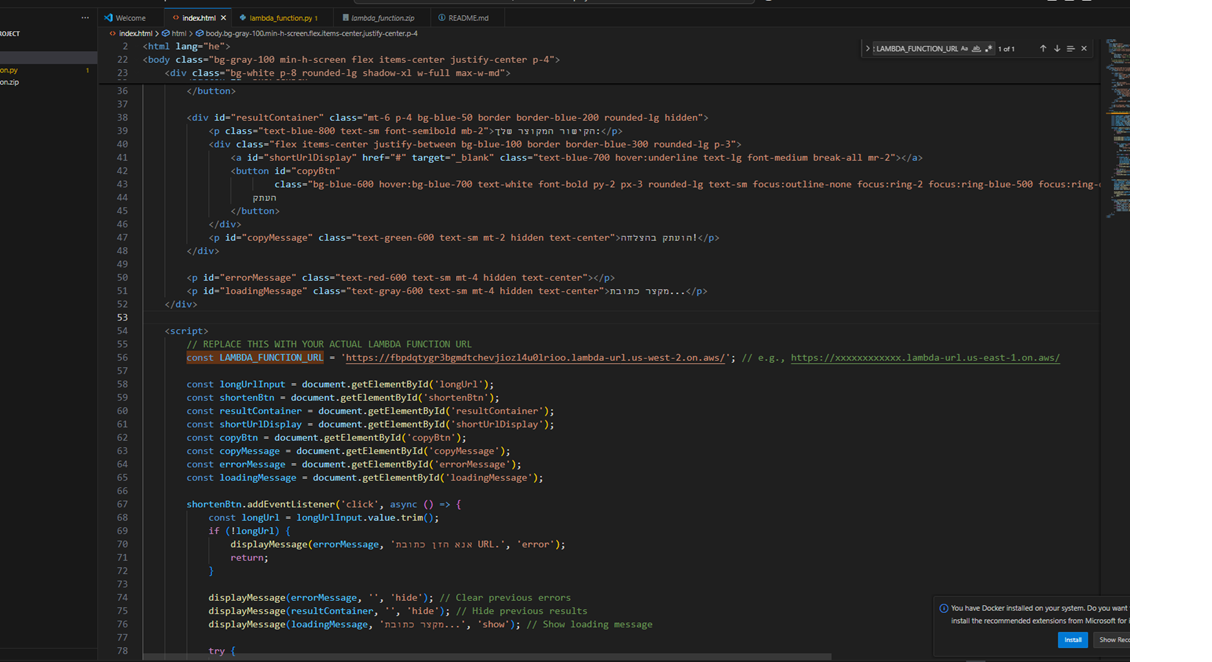 Welcome index.html lambda_function.py 1 lambda_function.zip README.md
index.html > html > body.bg-gray-100.min-h-screen.flex.items-center.justify-center.p-4
ROJECT
on.py 1
on.zip
LAMBDA_FUNCTION_URL Aa ab 1 of 1
2 <html lang="he">
22 <body class="bg-gray-100 min-h-screen flex items-center justify-center p-4">
23 <div class="bg-white p-8 rounded-lg shadow-xl w-full max-w-md">
36 </button>
37
38 <div id="resultContainer" class="mt-6 p-4 bg-blue-50 border border-blue-200 rounded-lg hidden">
39 <p class="text-blue-800 text-sm font-semibold mb-2">הקישור המקוצר שלך:</p>
40 <div class="flex items-center justify-between bg-blue-100 border border-blue-300 rounded-lg p-3">
41 <a id="shortUrlDisplay" href="#" target="_blank" class="text-blue-700 hover:underline text-lg font-medium break-all mr-2"></a>
42 <button id="copyBtn"
43 class="bg-blue-600 hover:bg-blue-700 text-white font-bold py-2 px-3 rounded-lg text-sm focus:outline-none focus:ring-2 focus:ring-blue-500 focus:ring-o
44 העתק
45 </button>
46 </div>
47 <p id="copyMessage" class="text-green-600 text-sm mt-2 hidden text-center">הועתק בהצלחה!</p>
48 </div>
49
50 <p id="errorMessage" class="text-red-600 text-sm mt-4 hidden text-center"></p>
51 <p id="loadingMessage" class="text-gray-600 text-sm mt-4 hidden text-center">מקצר כתובת...</p>
52 </div>
53
54 <script>
55 // REPLACE THIS WITH YOUR ACTUAL LAMBDA FUNCTION URL
56 const LAMBDA_FUNCTION_URL = 'https://fbpdqtygr3bgmdtchevjiozl4u0lrioo.lambda-url.us-west-2.on.aws/'; // e.g., https://xxxxxxxxxxxx.lambda-url.us-east-1.on.aws/
57
58 const longUrlInput = document.getElementById('longUrl');
59 const shortenBtn = document.getElementById('shortenBtn');
60 const resultContainer = document.getElementById('resultContainer');
61 const shortUrlDisplay = document.getElementById('shortUrlDisplay');
62 const copyBtn = document.getElementById('copyBtn');
63 const copyMessage = document.getElementById('copyMessage');
64 const errorMessage = document.getElementById('errorMessage');
65 const loadingMessage = document.getElementById('loadingMessage');
66
67 shortenBtn.addEventListener('click', async () => {
68 const longUrl = longUrlInput.value.trim();
69 if (!longUrl) {
70 displayMessage(errorMessage, 'אנא הזן כתובת URL.', 'error');
71 return;
72 }
73
74 displayMessage(errorMessage, '', 'hide'); // Clear previous errors
75 displayMessage(resultContainer, '', 'hide'); // Hide previous results
76 displayMessage(loadingMessage, 'מקצר כתובת...', 'show'); // Show loading message
77
78 try {
You have Docker installed on your system. Do you want
install the recommended extensions from Microsoft for i
Install Show Reco